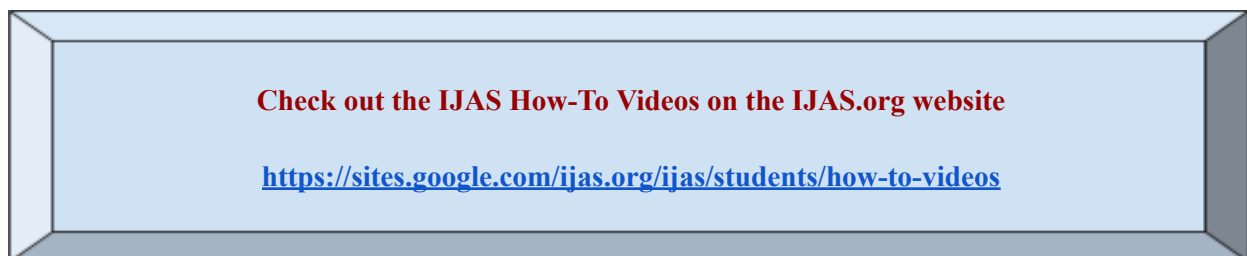 Check out the IJAS How-To Videos on the IJAS.org website
https://sites.google.com/ijas.org/ijas/students/how-to-videos